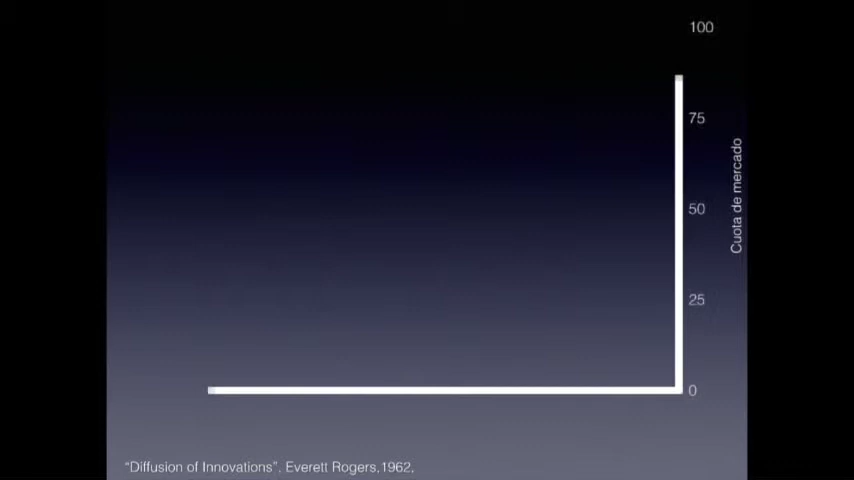 100
75
50
25
0
Cuota de mercado
“Diffusion of Innovations”. Everett Rogers,1962,